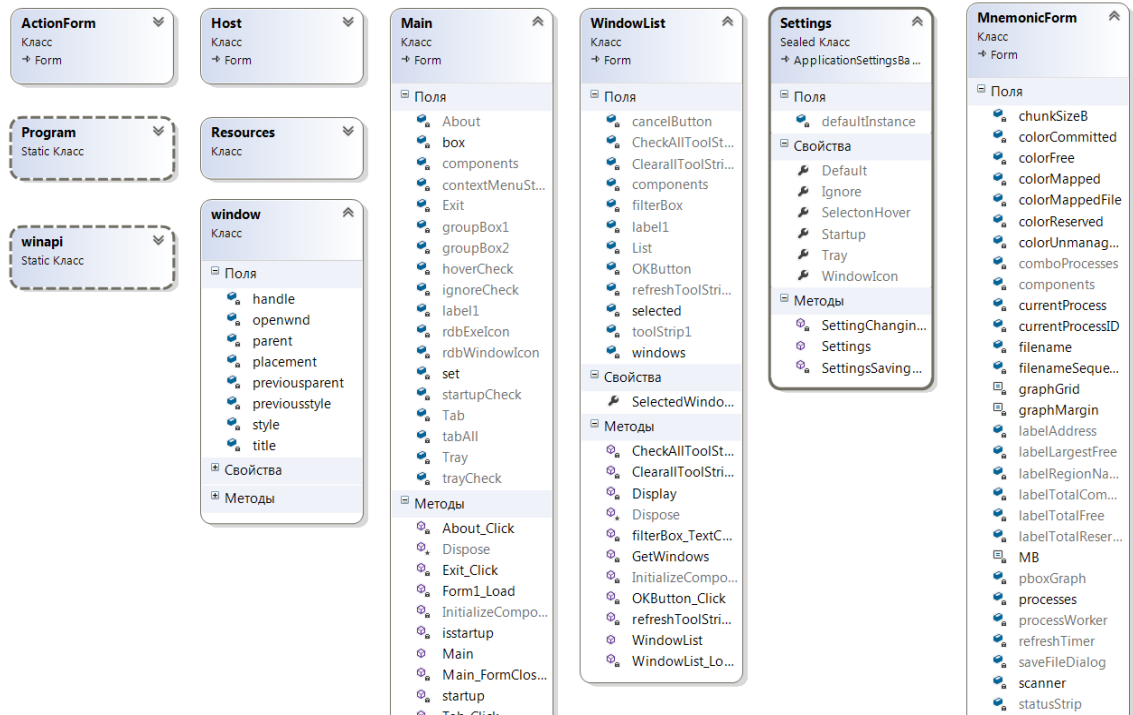 ActionForm
Класс
Form
Program
Static Класс
winapi
Static Класс
Host
Класс
Form
Resources
Класс
window
Класс
Поля
handle
openwnd
parent
placement
previousparent
previousstyle
style
title
Свойства
Методы
Main
Класс
Form
Поля
About
box
components
contextMenuSt...
Exit
groupBox1
groupBox2
hoverCheck
ignoreCheck
label1
rdbExeIcon
rdbWindowIcon
set
startupCheck
Tab
tabAll
Tray
trayCheck
Методы
About_Click
Dispose
Exit_Click
Form1_Load
InitializeCompo...
isstartup
Main
Main_FormClos...
startup
Tab_Click
WindowList
Класс
Form
Поля
cancelButton
CheckAllToolSt...
ClearallToolStri...
components
filterBox
label1
List
OKButton
refreshToolStri...
selected
toolStrip1
windows
Свойства
SelectedWindo...
Методы
CheckAllToolSt...
ClearallToolStri...
Display
Dispose
filterBox_TextC...
GetWindows
InitializeCompo...
OKButton_Click
refreshToolStri...
WindowList
WindowList_Lo...
Settings
Sealed Класс
ApplicationSettingsBa...
Поля
defaultInstance
Свойства
Default
Ignore
SelectonHover
Startup
Tray
WindowIcon
Методы
SettingChangin...
Settings
SettingsSaving...
MnemonicForm
Класс
Form
Поля
chunkSizeB
colorCommitted
colorFree
colorMapped
colorMappedFile
colorReserved
colorUnmanag...
comboProcesses
components
currentProcess
currentProcessID
filename
filenameSeque...
graphGrid
graphMargin
labelAddress
labelLargestFree
labelRegionNa...
labelTotalCom...
labelTotalFree
labelTotalReser...
MB
pboxGraph
processes
processWorker
refreshTimer
saveFileDialog
scanner
statusStrip